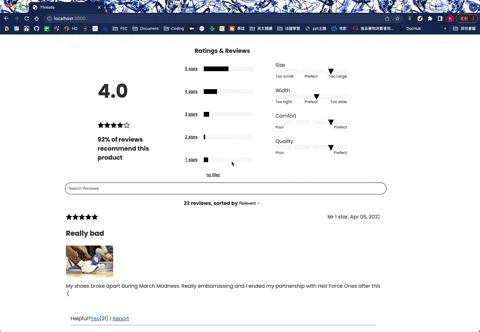 Threads
localhost:3000
FEC
Document
Coding
DocHub
Ratings & Reviews
4.0
92% of reviews
recommend this
product
5 stars
4 stars
3 stars
2 stars
1 stars
no filter
Size
Too small Prefect Too Large
Width
Too tight Prefect Too wide
Comfort
Poor Prefect
Quality
Poor Prefect
Search Reviews
23 reviews, sorted by Relevant
Mr 1 star, Apr 05, 2022
Really bad
My shoes broke apart during March Madness. Really embarrassing and I ended my partnership with Heir Force Ones after this
:(
Helpful?Yes(21) | Report